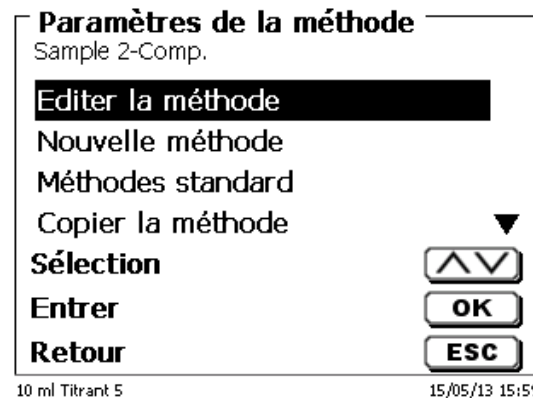 Paramètres de la méthode
Sample 2-Comp.
Editer la méthode
Nouvelle méthode
Méthodes standard
Copier la méthode
Sélection
Entrer OK
Retour ESC
10 ml Titrant 5 15/05/13 15:59